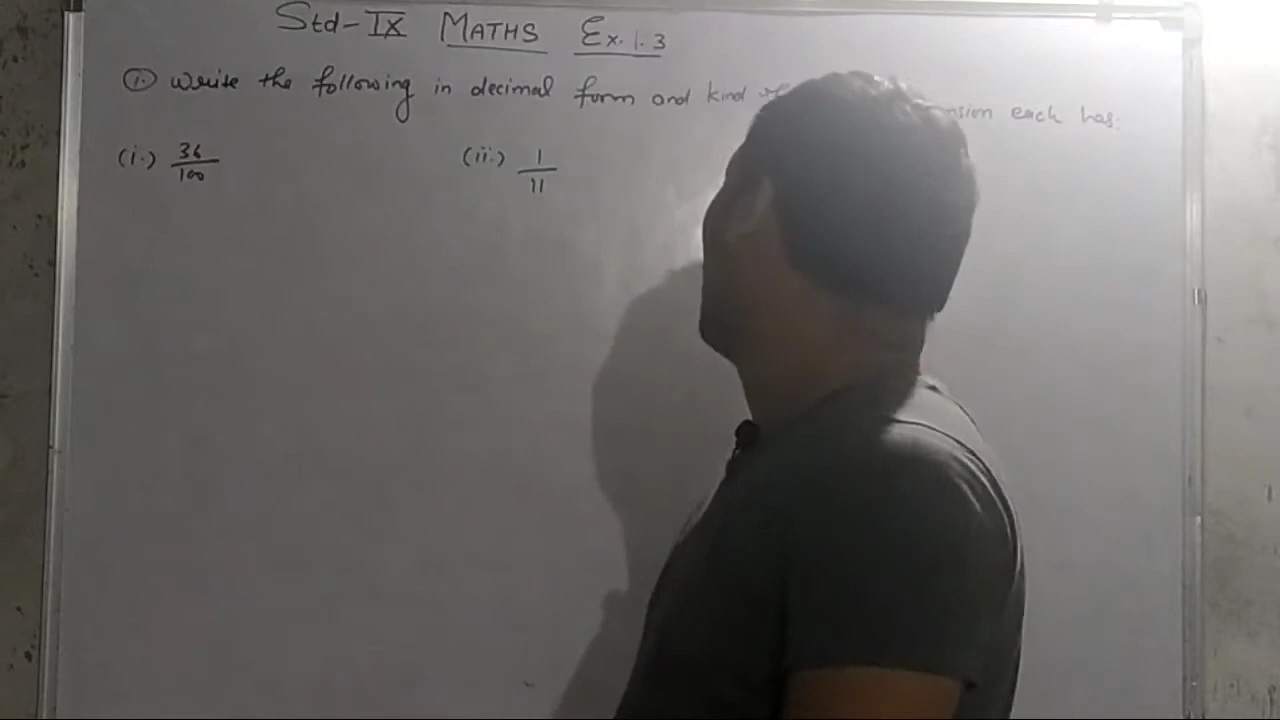 Std-IX MATHS Ex. 1.3
① Write the following in decimal form and kind each has:
(i.) 36/100 (ii.) 1/11